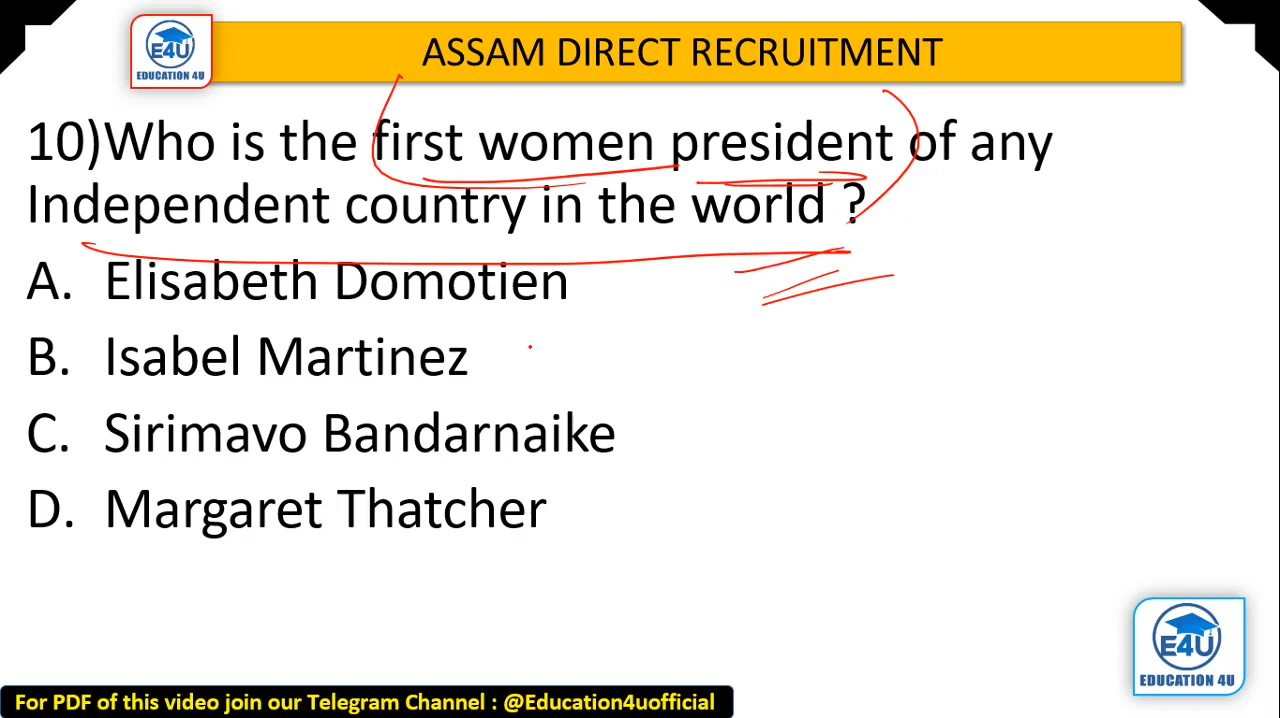 E4U
EDUCATION 4U
ASSAM DIRECT RECRUITMENT
10)Who is the first women president of any
Independent country in the world ?
A. Elisabeth Domotien
B. Isabel Martinez
C. Sirimavo Bandarnaike
D. Margaret Thatcher
E4U
EDUCATION 4U
For PDF of this video join our Telegram Channel : @Education4uofficial